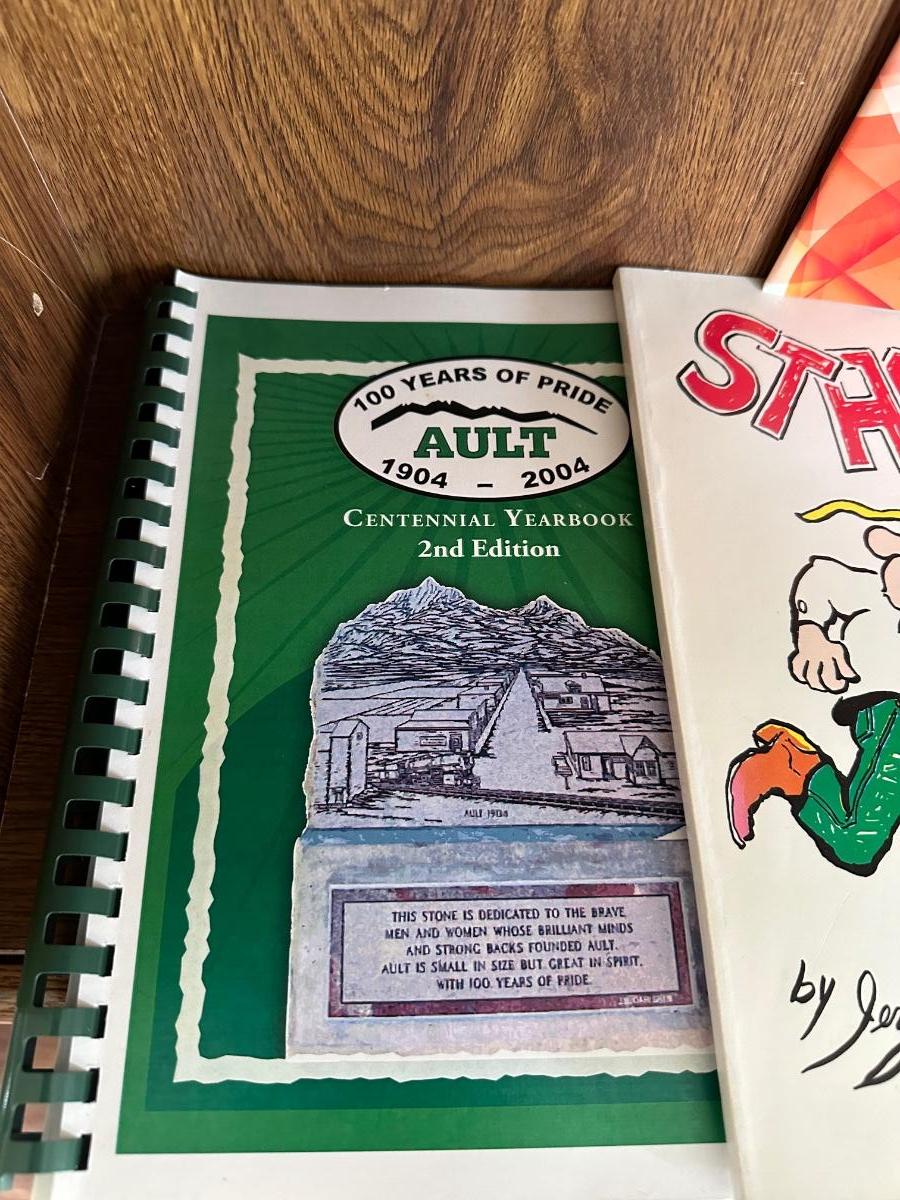 100 YEARS OF PRIDE
AULT
1904 – 2004
CENTENNIAL YEARBOOK
2nd Edition
AULT 1904
THIS STONE IS DEDICATED TO THE BRAVE
MEN AND WOMEN WHOSE BRILLIANT MINDS
AND STRONG BACKS FOUNDED AULT.
AULT IS SMALL IN SIZE BUT GREAT IN SPIRIT.
WITH 100 YEARS OF PRIDE.
STA
by Je